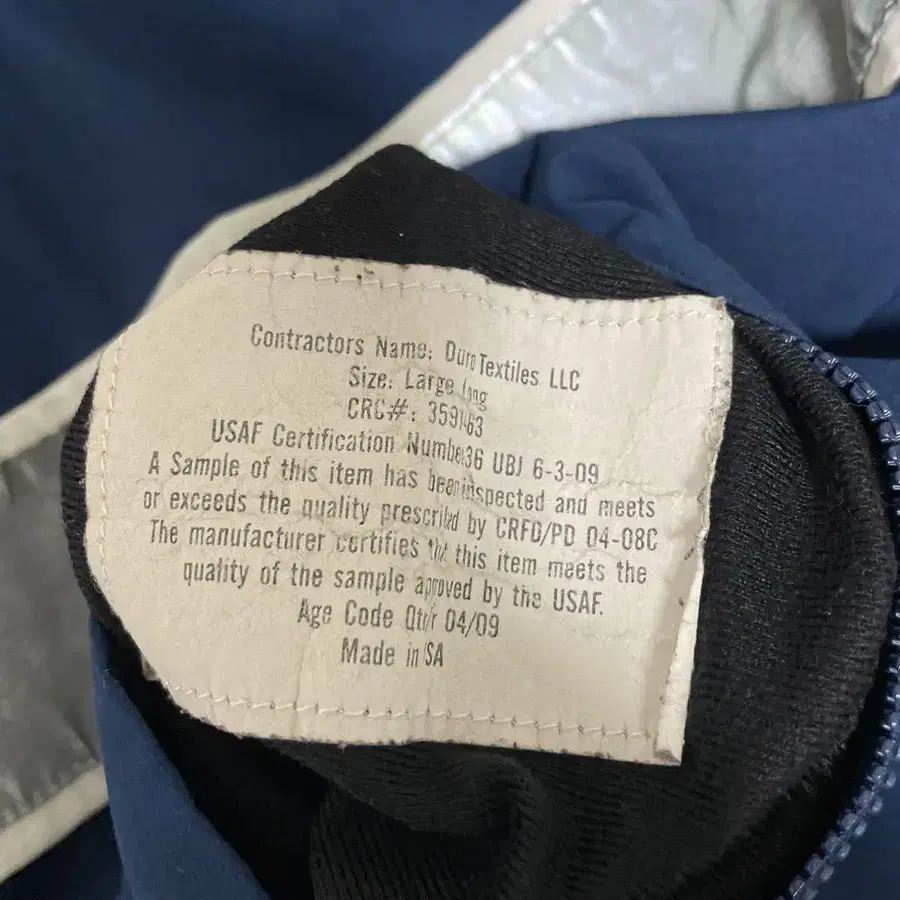 Contractors Name: Duro Textiles LLC
Size: Large Long
CRC#: 3591463
USAF Certification Number36 UBJ 6-3-09
A Sample of this item has been inspected and meets
or exceeds the quality prescribed by CRFD/PD 04-08C
The manufacturer certifies that this item meets the
quality of the sample approved by the USAF.
Age Code Qtr/ 04/09
Made in USA